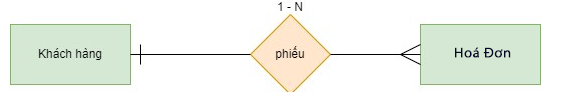 1 - N
Khách hàng
phiếu
Hoá Đơn